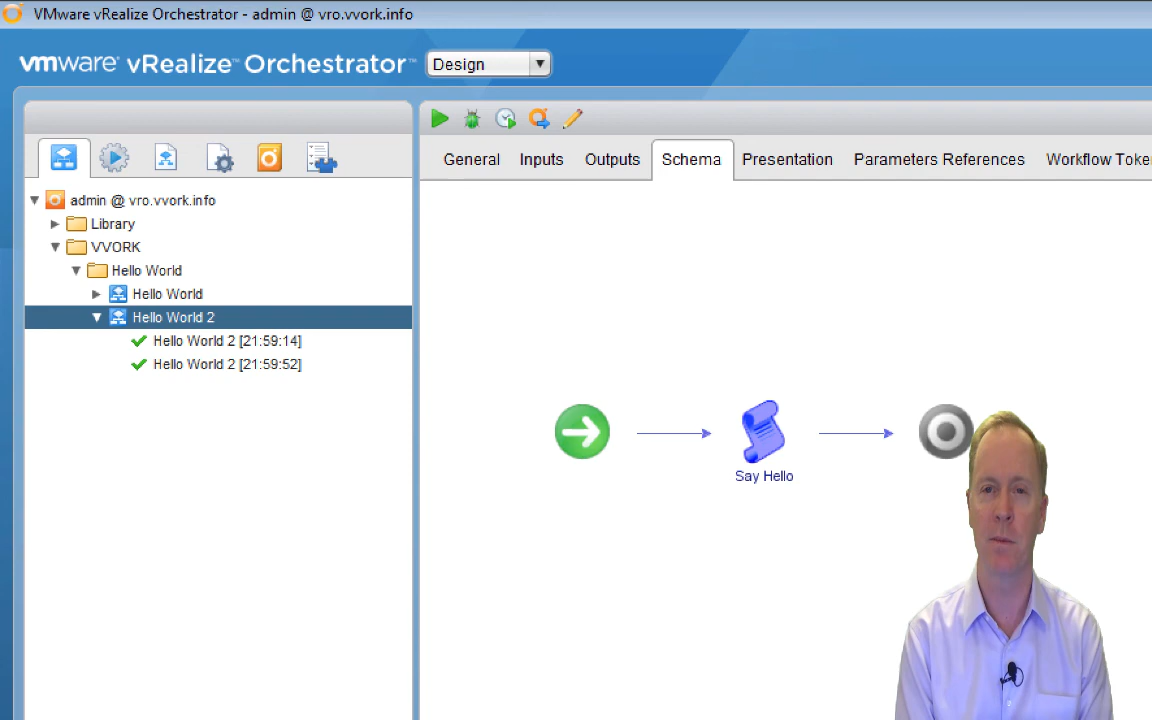 VMware vRealize Orchestrator - admin @ vro.vvork.info
vmware vRealize™ Orchestrator™ Design
General Inputs Outputs Schema Presentation Parameters References Workflow Toke
admin @ vro.vvork.info
Library
VVORK
Hello World
Hello World
Hello World 2
Hello World 2 [21:59:14]
Hello World 2 [21:59:52]
Say Hello